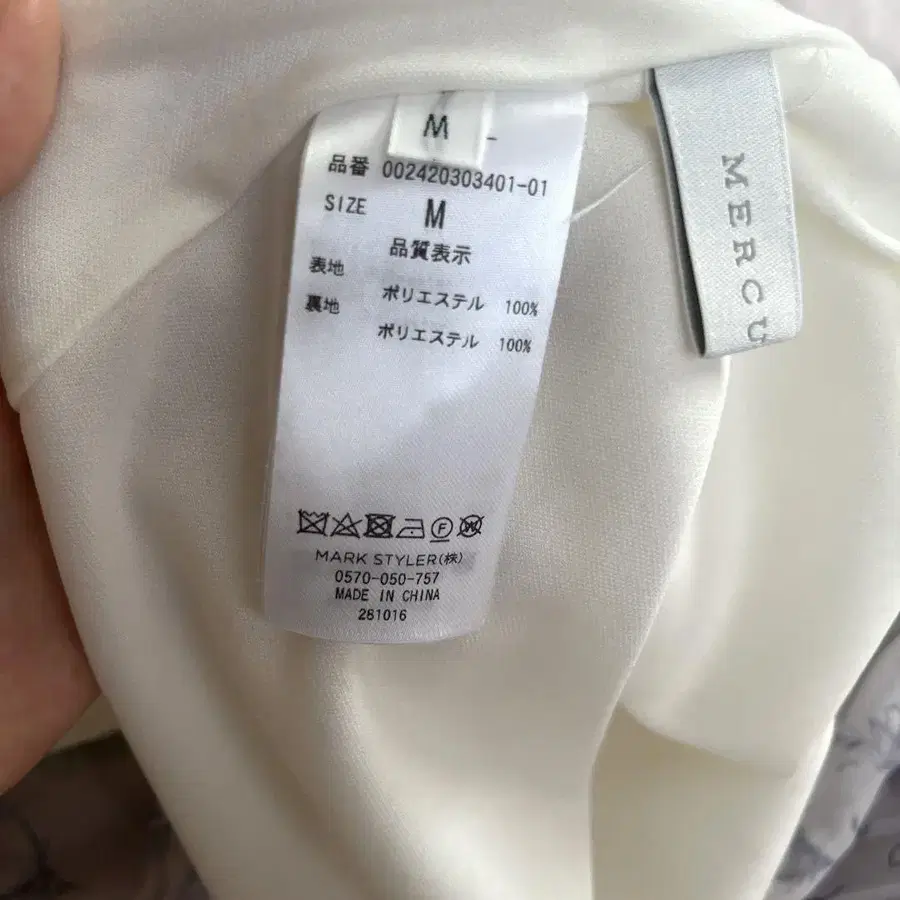 M
品番 002420303401-01
SIZE M
品質表示
表地 ポリエステル 100%
裏地 ポリエステル 100%
MARK STYLER(株)
0570-050-757
MADE IN CHINA
281016
MERCU